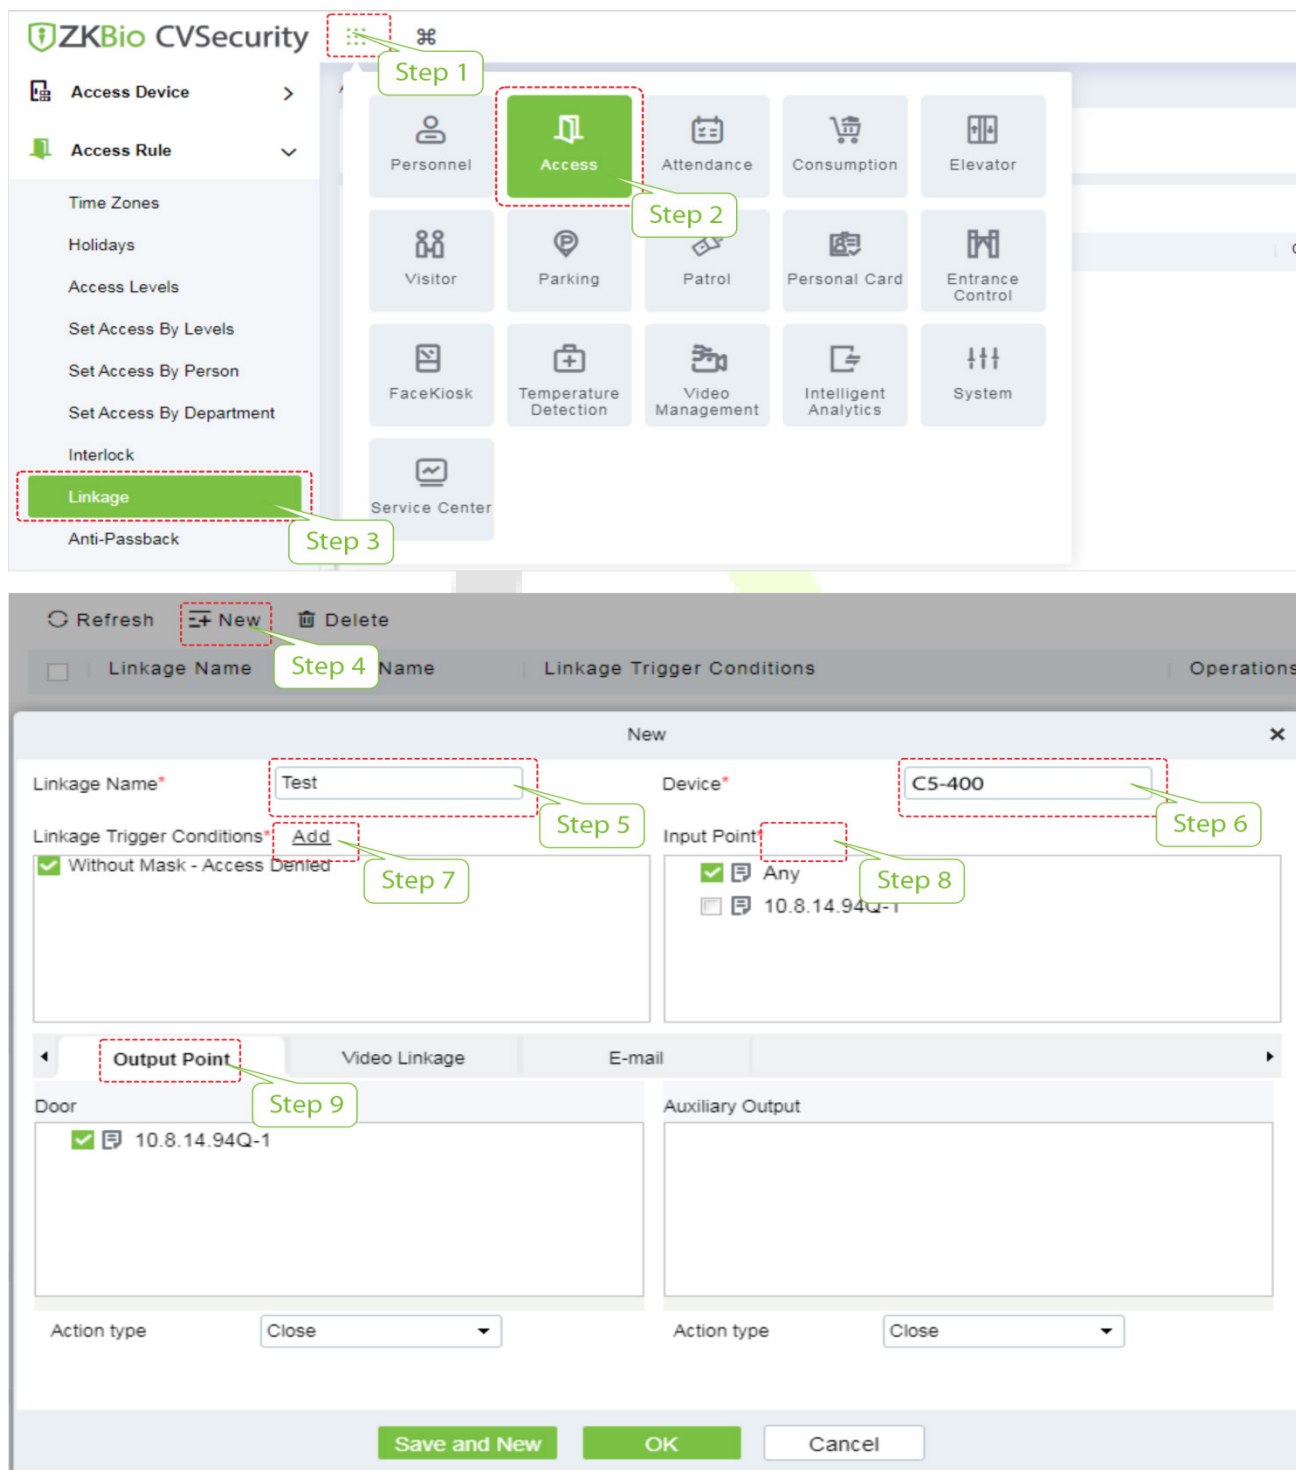 ZKBio CVSecurity
Step 1
Access Device
Access Rule
Time Zones
Holidays
Access Levels
Set Access By Levels
Set Access By Person
Set Access By Department
Interlock
Linkage
Anti-Passback
Step 3
Personnel
Access
Attendance
Consumption
Elevator
Step 2
Visitor
Parking
Patrol
Personal Card
Entrance
Control
FaceKiosk
Temperature
Detection
Video
Management
Intelligent
Analytics
System
Service Center
Refresh
New
Delete
Step 4
Linkage Name
Name
Linkage Trigger Conditions
Operations
New
Linkage Name*
Test
Step 5
Device*
C5-400
Step 6
Linkage Trigger Conditions*
Add
Step 7
Without Mask - Access Denied
Input Point*
Step 8
Any
10.8.14.94Q-1
Output Point
Video Linkage
E-mail
Step 9
Door
10.8.14.94Q-1
Auxiliary Output
Action type
Close
Action type
Close
Save and New
OK
Cancel